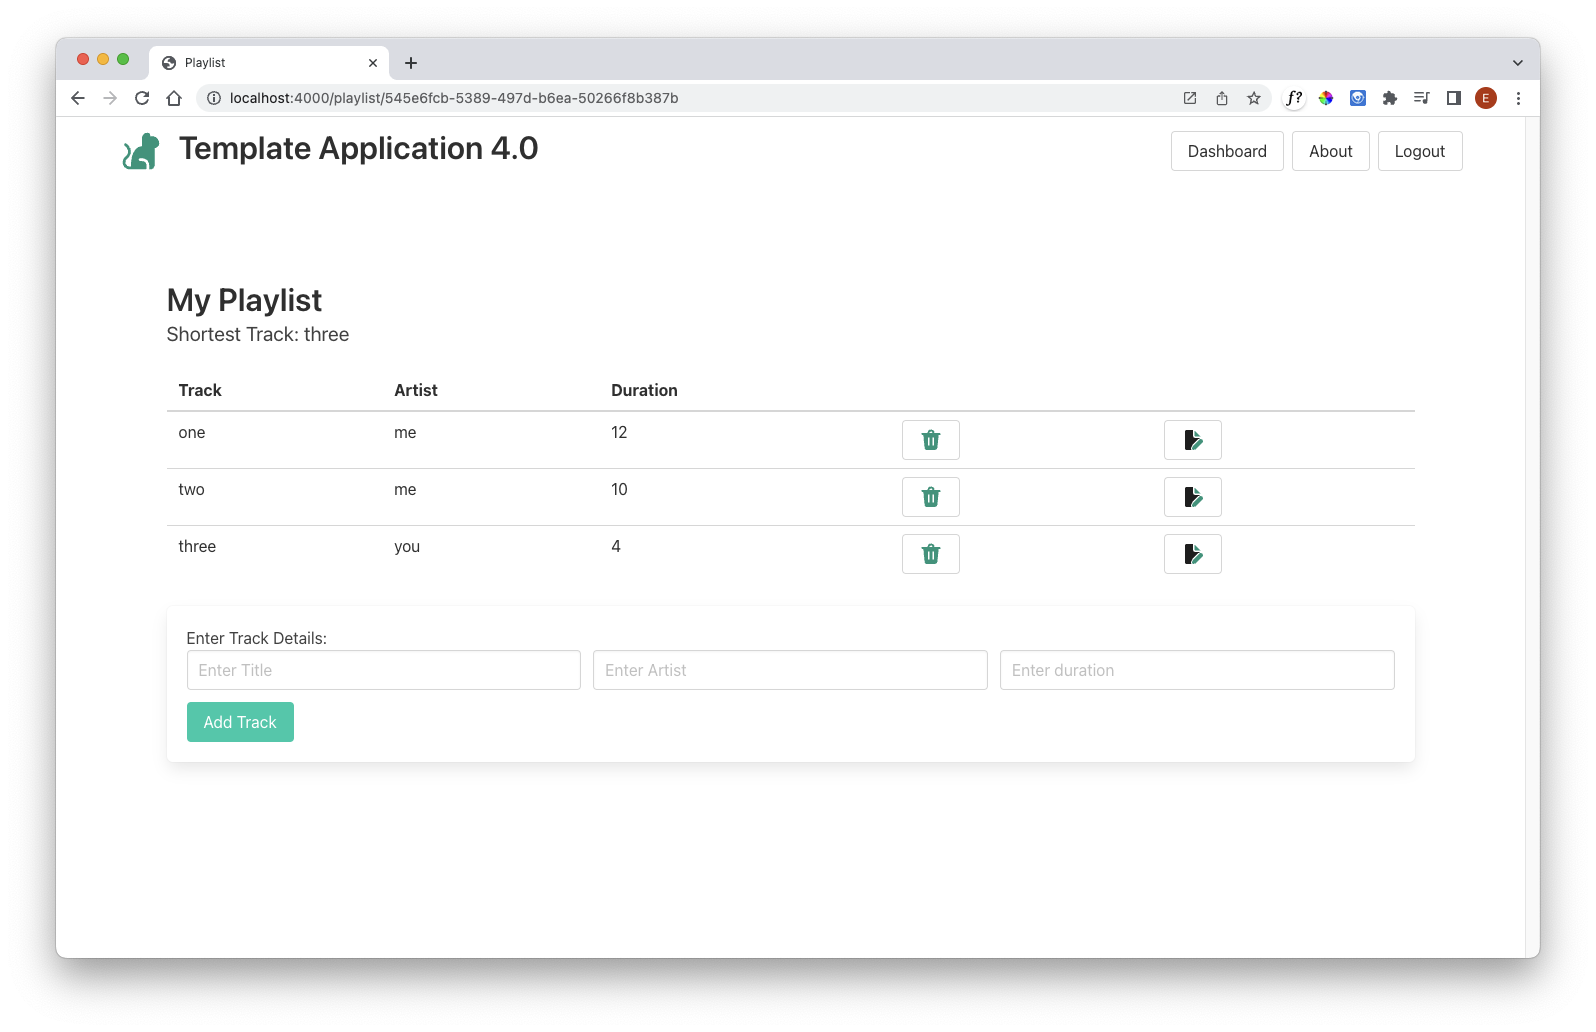 Playlist
localhost:4000/playlist/545e6fcb-5389-497d-b6ea-50266f8b387b
f?
E
Template Application 4.0
Dashboard
About
Logout
My Playlist
Shortest Track: three
Track Artist Duration
one me 12
two me 10
three you 4
Enter Track Details:
Enter Title
Enter Artist
Enter duration
Add Track